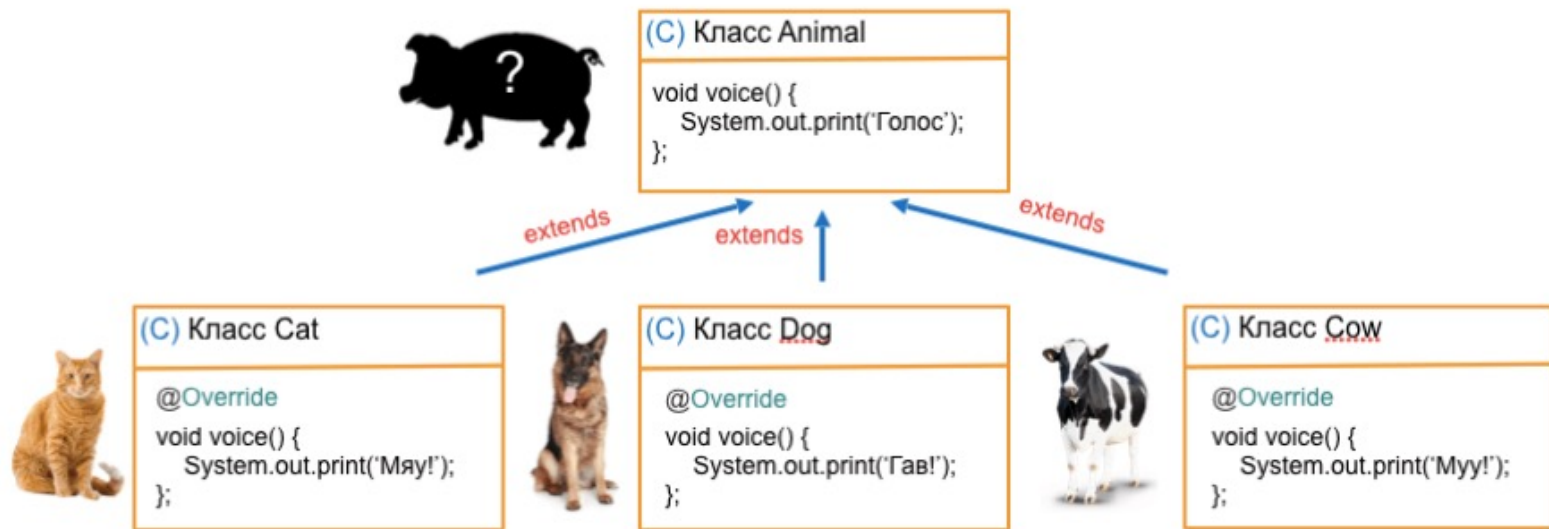 ?
(C) Класс Animal
void voice() {
System.out.print('Голос');
};
extends
extends
extends
(C) Класс Cat
@Override
void voice() {
System.out.print('Мяу!');
};
(C) Класс Dog
@Override
void voice() {
System.out.print('Гав!');
};
(C) Класс Cow
@Override
void voice() {
System.out.print('Муу!');
};